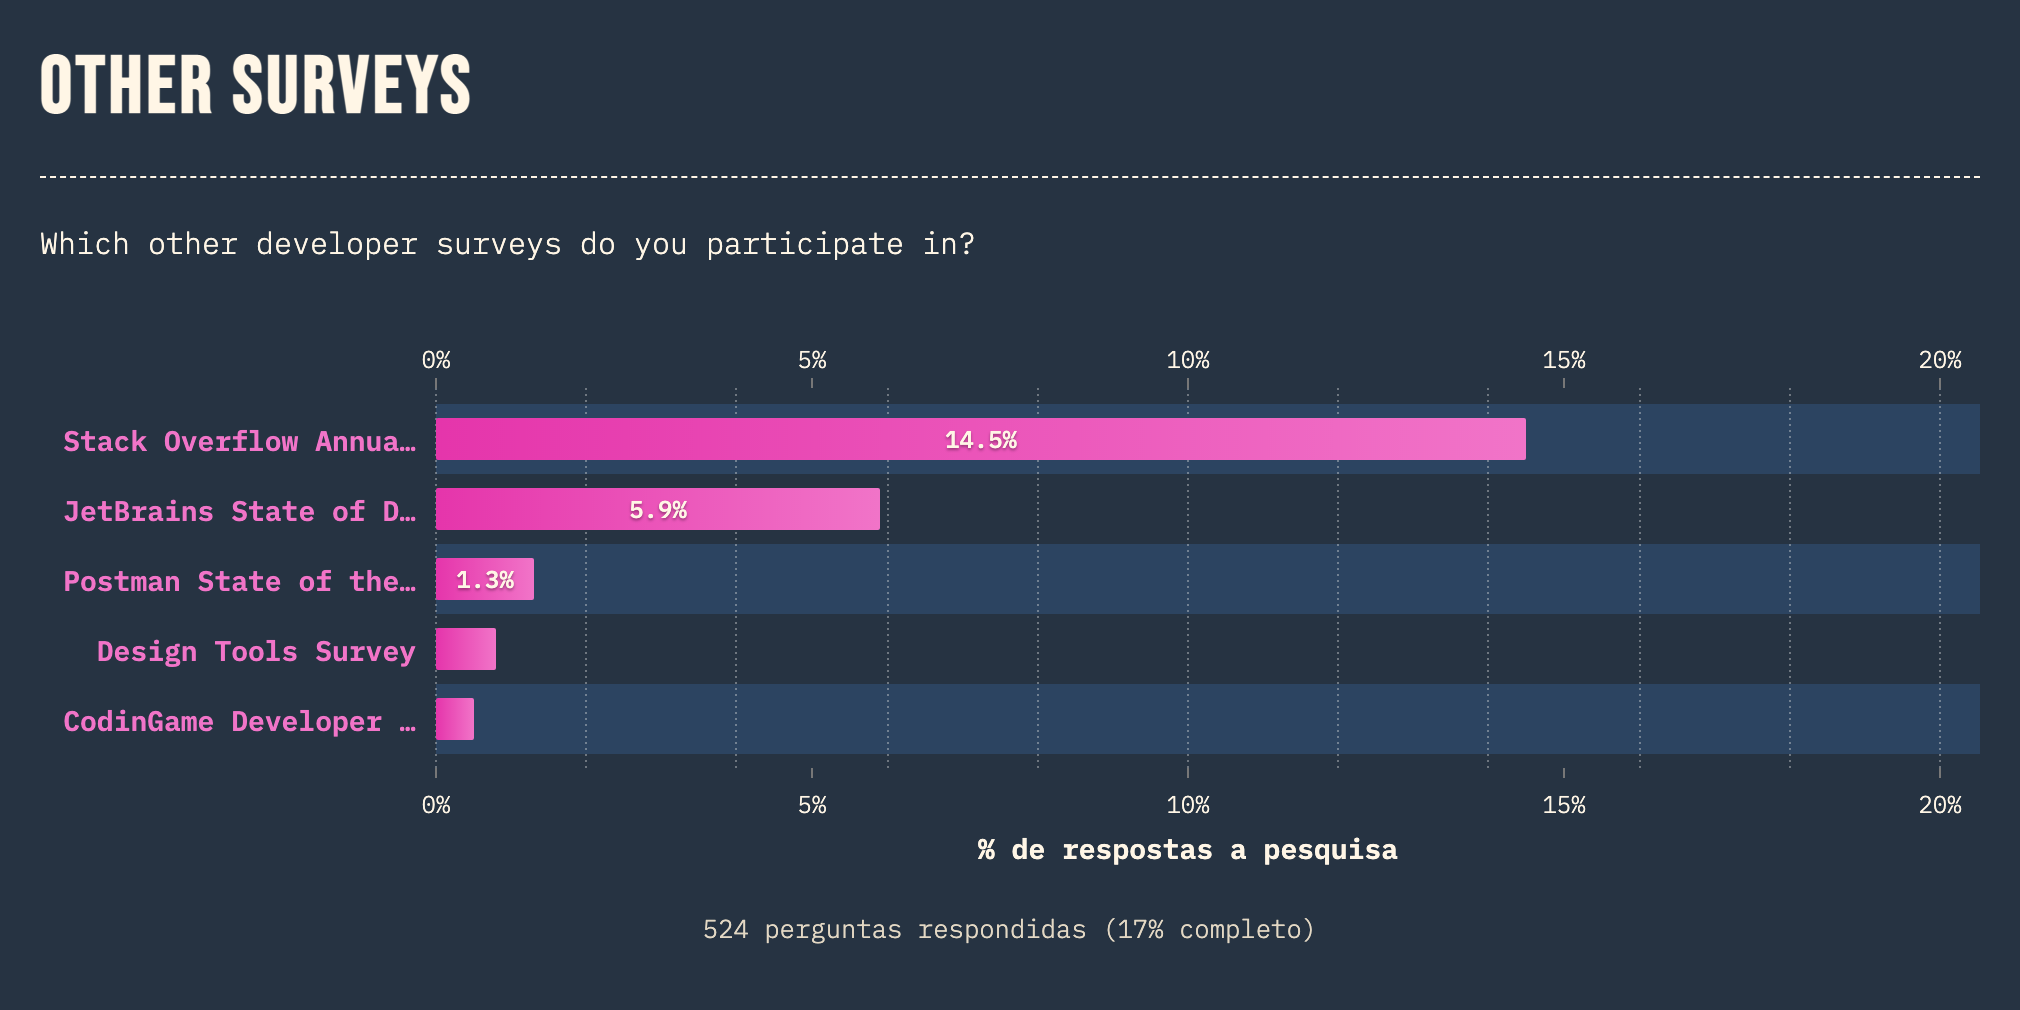 OTHER SURVEYS
Which other developer surveys do you participate in?
0% 5% 10% 15% 20%
Stack Overflow Annua… 14.5%
JetBrains State of D… 5.9%
Postman State of the… 1.3%
Design Tools Survey
CodinGame Developer …
0% 5% 10% 15% 20%
% de respostas a pesquisa
524 perguntas respondidas (17% completo)